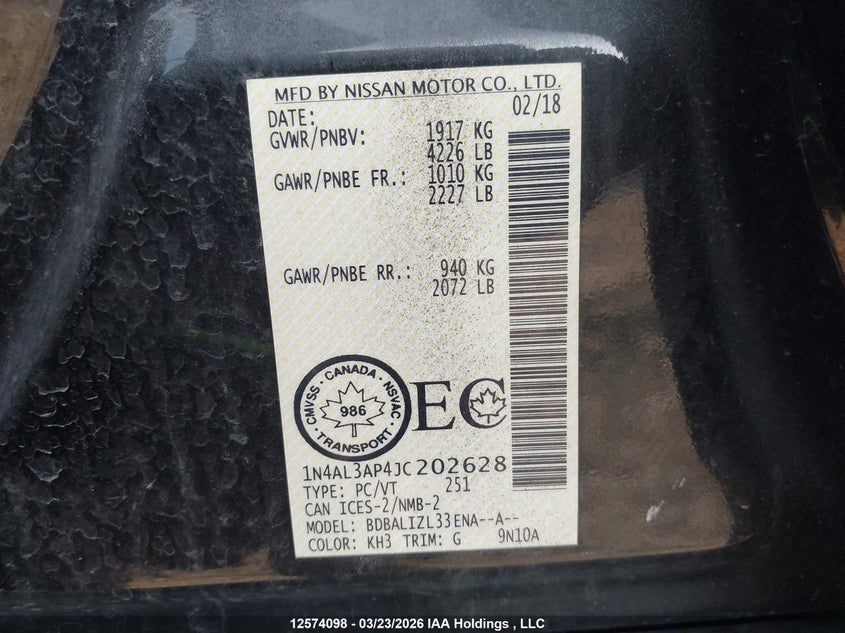 MFD BY NISSAN MOTOR CO., LTD.
DATE: 02/18
GVWR/PNBV: 1917 KG
4226 LB
GAWR/PNBE FR.: 1010 KG
2227 LB
GAWR/PNBE RR.: 940 KG
2072 LB
CMVSS · CANADA · NSVAC · TRANSPORT ·
986
EC
1N4AL3AP4JC202628
TYPE: PC/VT 251
CAN ICES-2/NMB-2
MODEL: BDBALIZL33ENA--A--
COLOR: KH3 TRIM: G 9N10A
12574098 - 03/23/2026 IAA Holdings , LLC